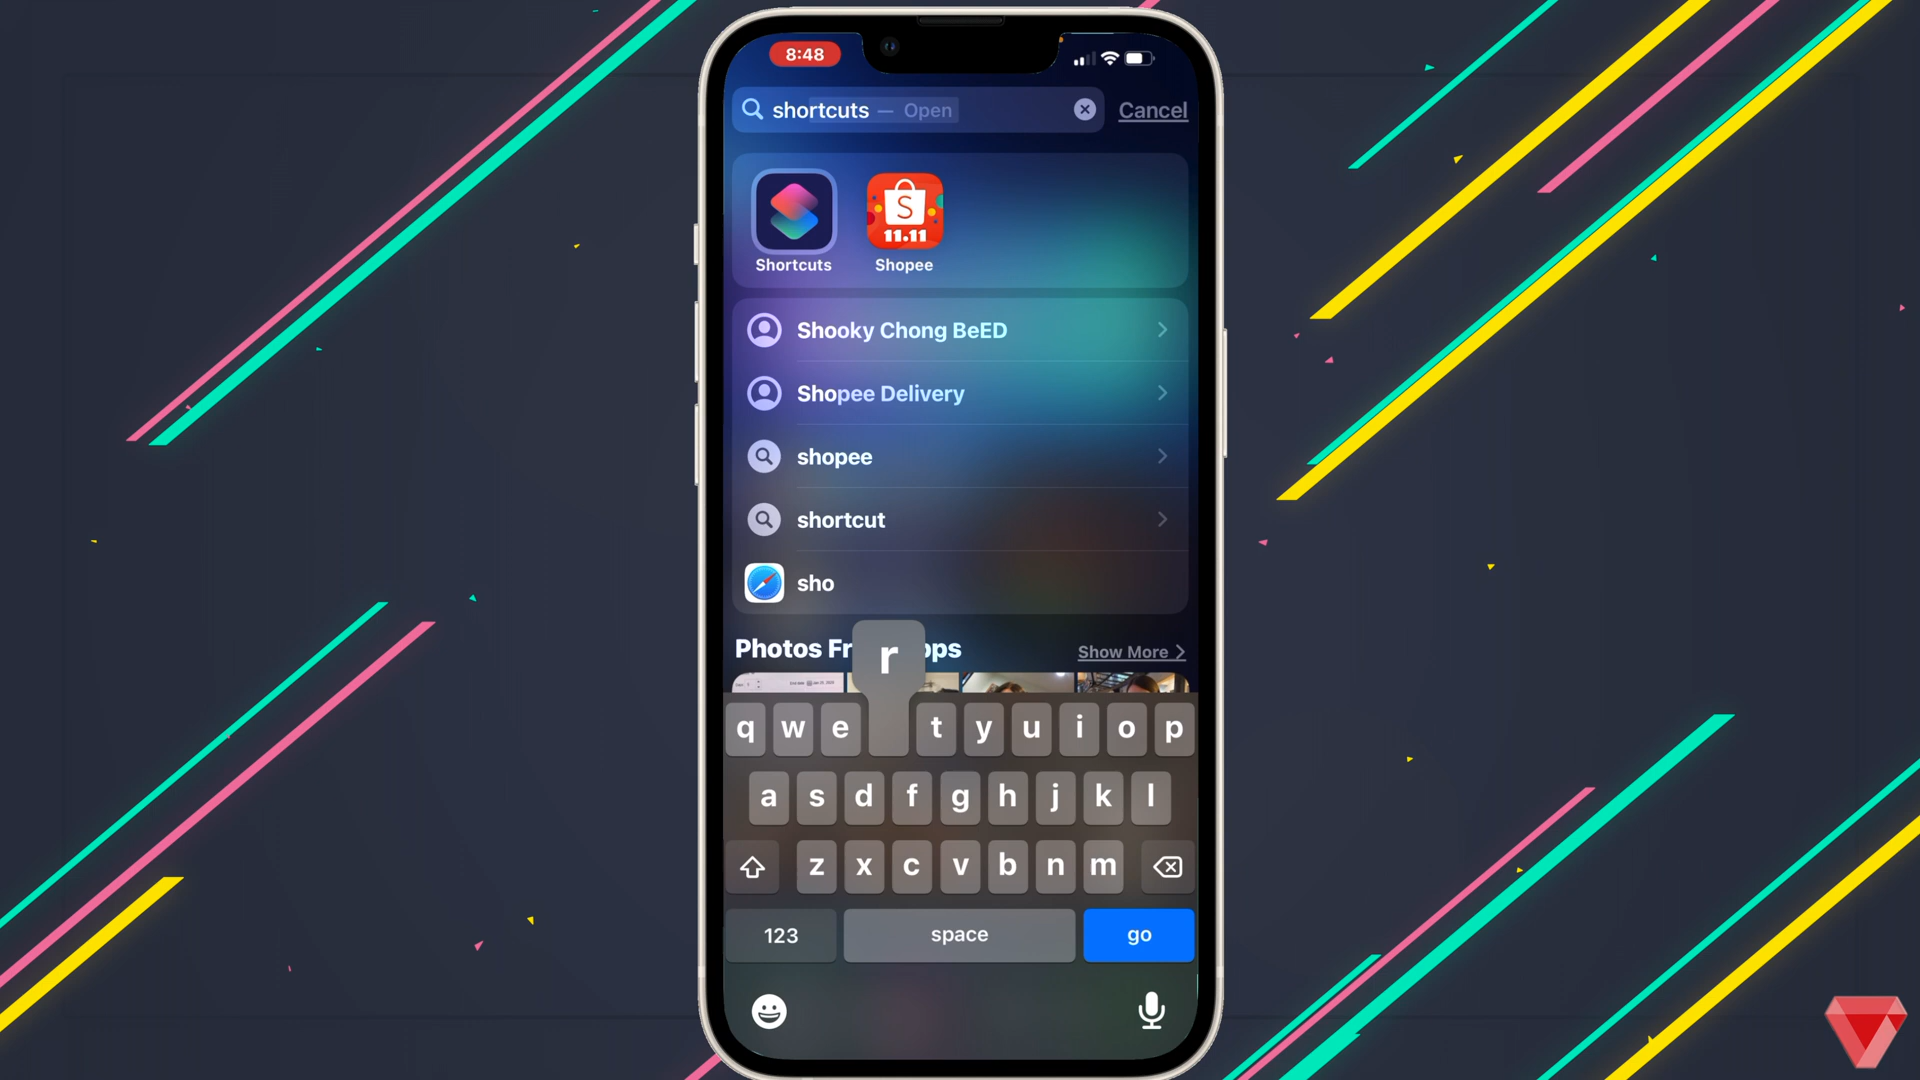 8:48
shortcuts — Open
Cancel
S
11.11
Shortcuts
Shopee
Shooky Chong BeED
Shopee Delivery
shopee
shortcut
sho
Photos Fr ops
Show More
r
q w e t y u i o p
a s d f g h j k l
z x c v b n m
123
space
go